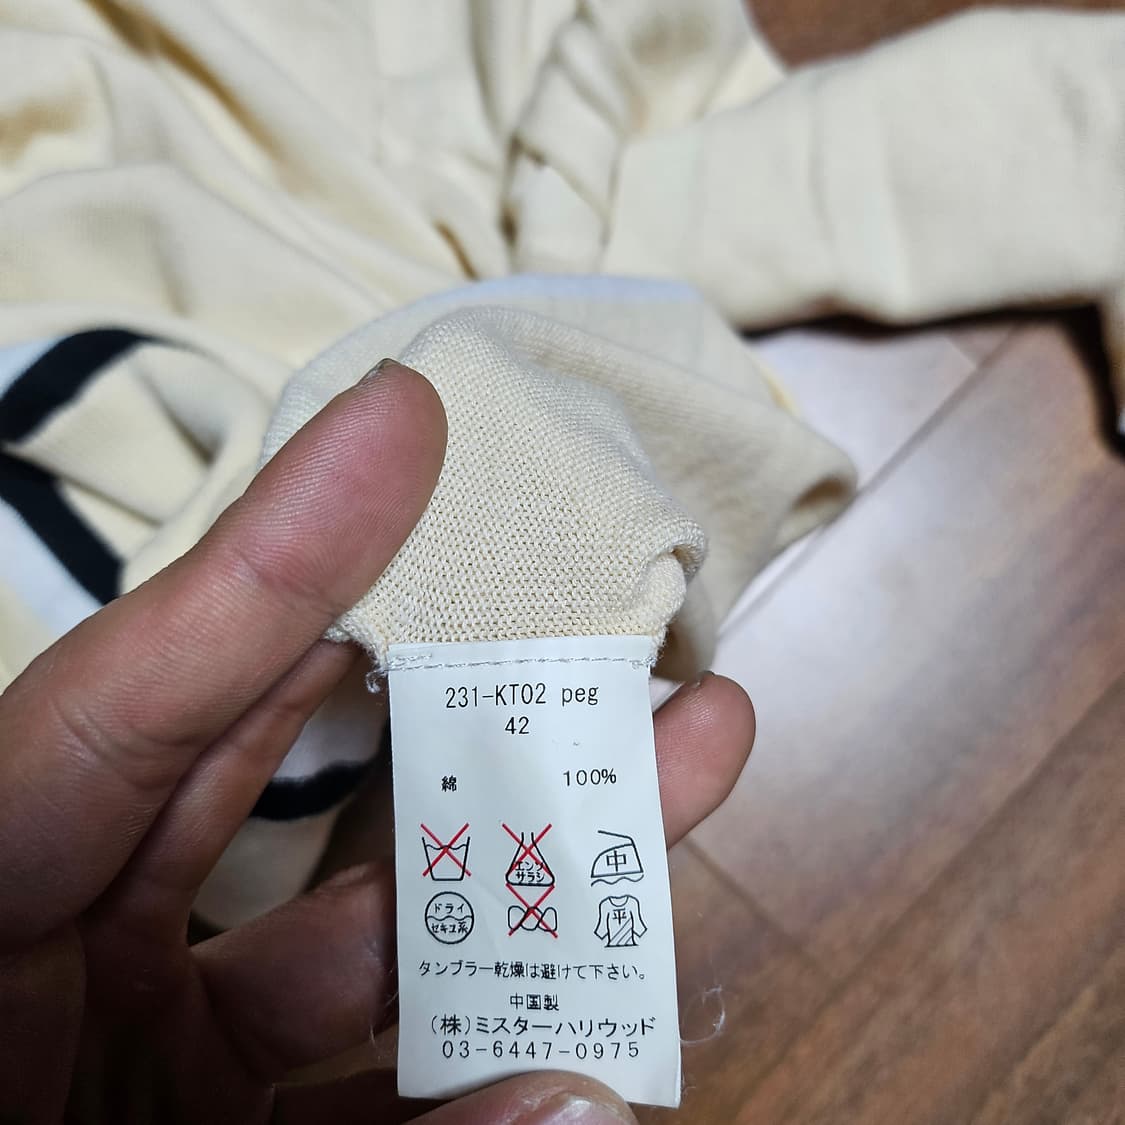 231-KT02 peg
42
綿 100%
エンソ
サラシ
中
ドライ
セキユ系
平
タンブラー乾燥は避けて下さい。
中国製
（株）ミスターハリウッド
03-6447-0975